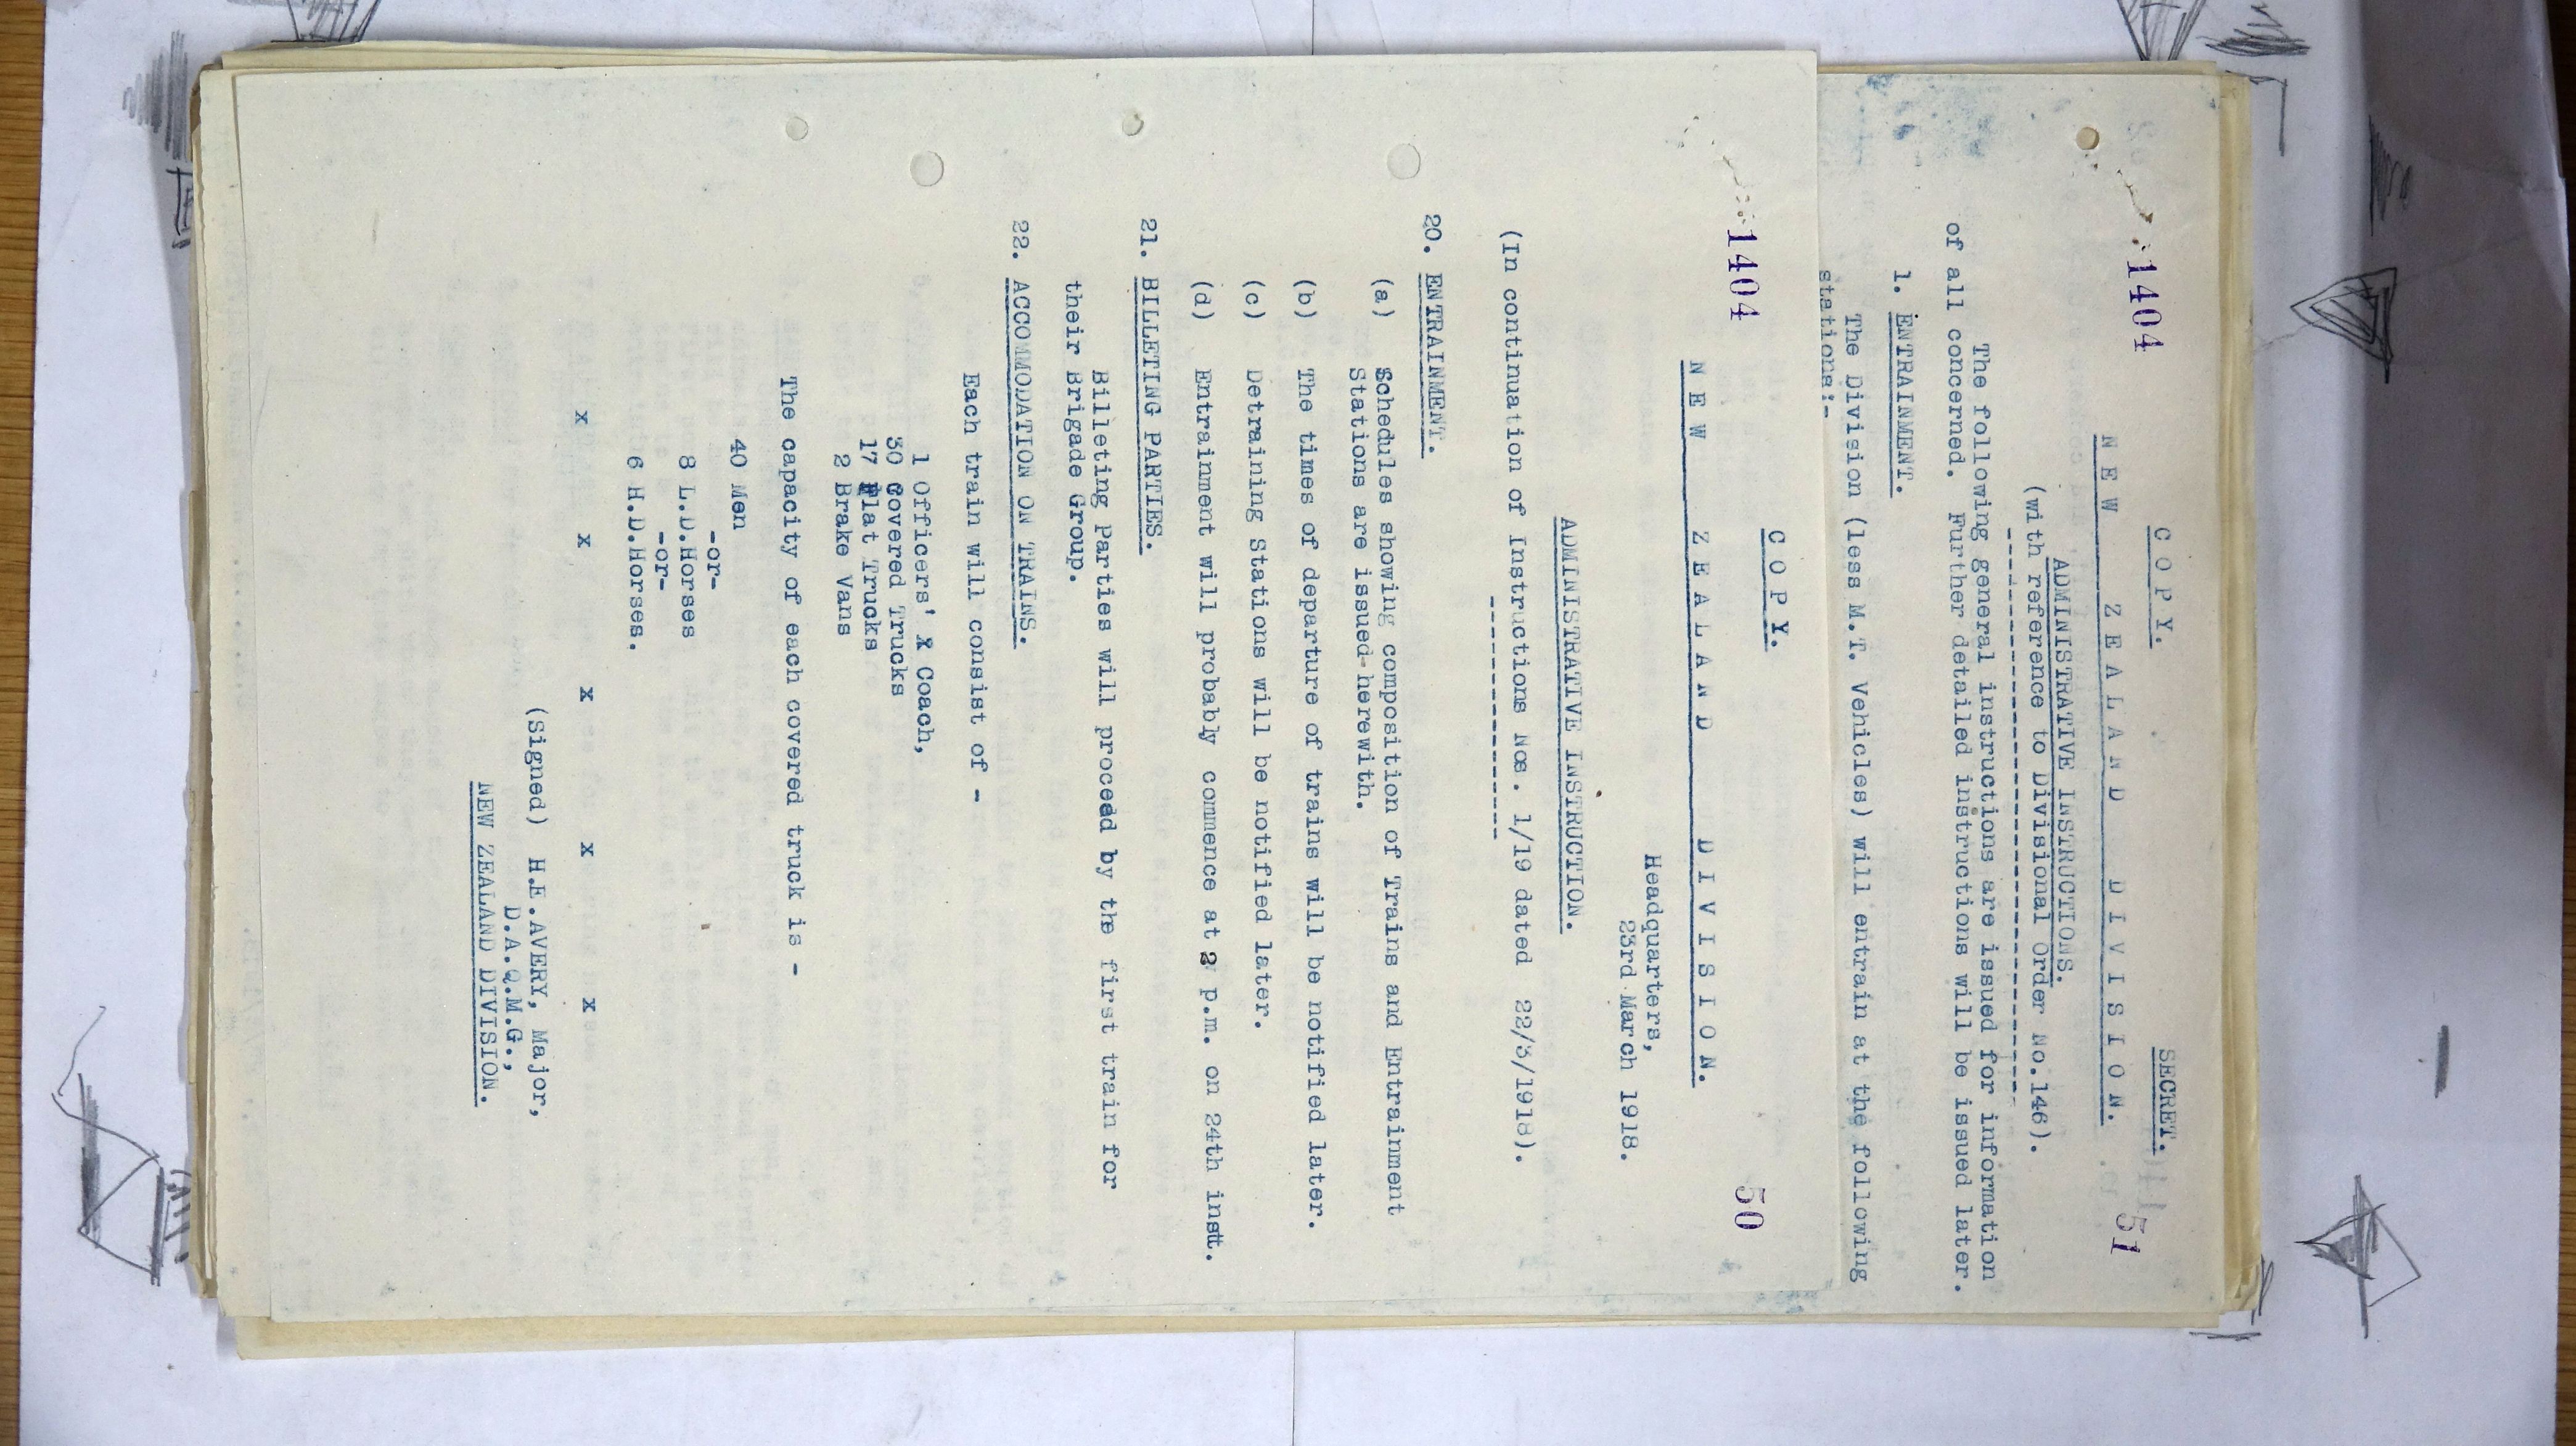 1404
COPY.
SECRET.
51
NEW ZEALAND DIVISION.
ADMINISTRATIVE INSTRUCTIONS.
(with reference to Divisional Order No.146).
The following general instructions are issued for information
of all concerned. Further detailed instructions will be issued later.
1. ENTRAINMENT.
The Division (less M.T. Vehicles) will entrain at the following
stations:-
1404
COPY.
50
NEW ZEALAND DIVISION.
Headquarters,
23rd March 1918.
ADMINISTRATIVE INSTRUCTION.
(In continuation of Instructions Nos. 1/19 dated 22/3/1918).
20. ENTRAINMENT.
(a) Schedules showing composition of Trains and Entrainment
Stations are issued herewith.
(b) The times of departure of trains will be notified later.
(c) Detraining Stations will be notified later.
(d) Entrainment will probably commence at 2 p.m. on 24th instt.
21. BILLETING PARTIES.
Billeting Parties will proceed by the first train for
their Brigade Group.
22. ACCOMMODATION ON TRAINS.
Each train will consist of -
1 Officers' X Coach,
30 Covered Trucks
17 Flat Trucks
2 Brake Vans
The capacity of each covered truck is -
40 Men
-or-
8 L.D.Horses
-or-
6 H.D.Horses.
x x x x x
(Signed) H.E.AVERY, Major,
D.A.Q.M.G.,
NEW ZEALAND DIVISION.